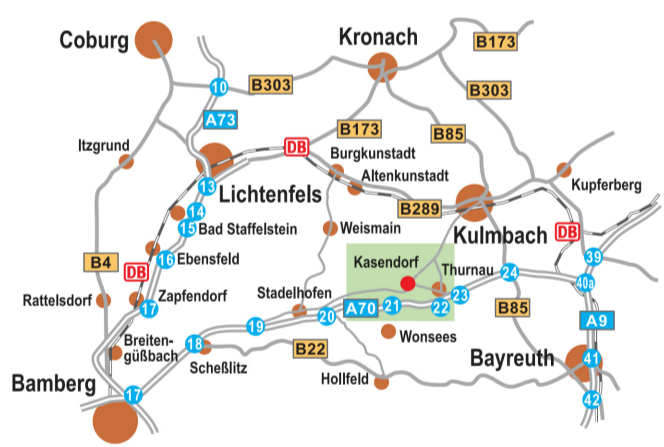 Coburg
Kronach
B173
10
B303
B303
A73
Itzgrund
DB
B173
B85
Burgkunstadt
Altenkunstadt
Kupferberg
13
Lichtenfels
14
B289
15
Bad Staffelstein
Weismain
Kulmbach
DB
B4
16
Ebensfeld
Kasendorf
39
DB
Thurnau
24
40a
Rattelsdorf
Zapfendorf
Stadelhofen
23
17
A70
21
22
B85
A9
20
19
Wonsees
Breiten-
güßbach
18
Scheßlitz
B22
Bayreuth
41
Bamberg
Hollfeld
17
42